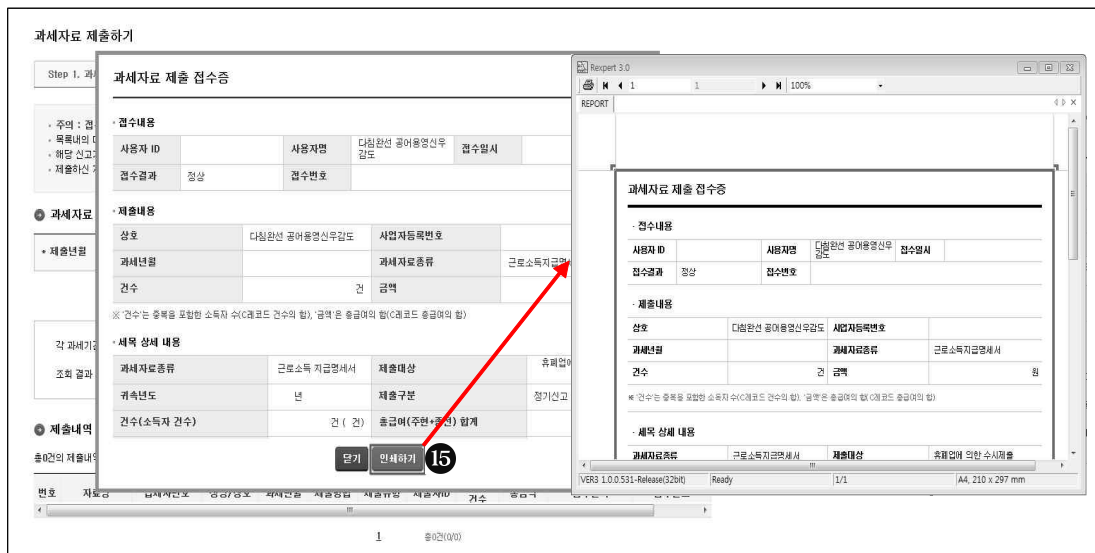 과세자료 제출하기
Step 1. 과
- 주의 : 접
- 목록내의
- 해당 신고
- 제출하신
과세자료
• 제출년월
각 과세기
조회 결과
제출내역
총0건의 제출내역
번호
1
총0건(0/0)
과세자료 제출 접수증
· 접수내용
사용자 ID 사용자명 다침완선 공어용영신우감도 접수일시
접수결과 정상 접수번호
· 제출내용
상호 다침완선 공어용영신우감도 사업자등록번호
과세년월 과세자료종류 근로소득지급명세서
건수 건 금액
※ '건수'는 중복을 포함한 소득자 수(C레코드 건수의 합), '금액'은 총급여의 합(C레코드 총급여의 합)
· 세목 상세 내용
과세자료종류 근로소득 지급명세서 제출대상 휴폐업에
귀속년도 년 제출구분 정기신고
건수(소득자 건수) 건 ( 건) 총급여(주현+종전) 합계
닫기 인쇄하기 15
Rexpert 3.0
1 1 100%
REPORT
과세자료 제출 접수증
· 접수내용
사용자 ID 사용자명 다침완선 공어용영신우감도 접수일시
접수결과 정상 접수번호
· 제출내용
상호 다침완선 공어용영신우감도 사업자등록번호
과세년월 과세자료종류 근로소득지급명세서
건수 건 금액 원
※ '건수'는 중복을 포함한 소득자 수(C레코드 건수의 합), '금액'은 총급여의 합(C레코드 총급여의 합)
· 세목 상세 내용
과세자료종류 근로소득지급명세서 제출대상 휴폐업에 의한 수시제출
VER3 1.0.0.531-Release(32bit) Ready 1/1 A4, 210 x 297 mm